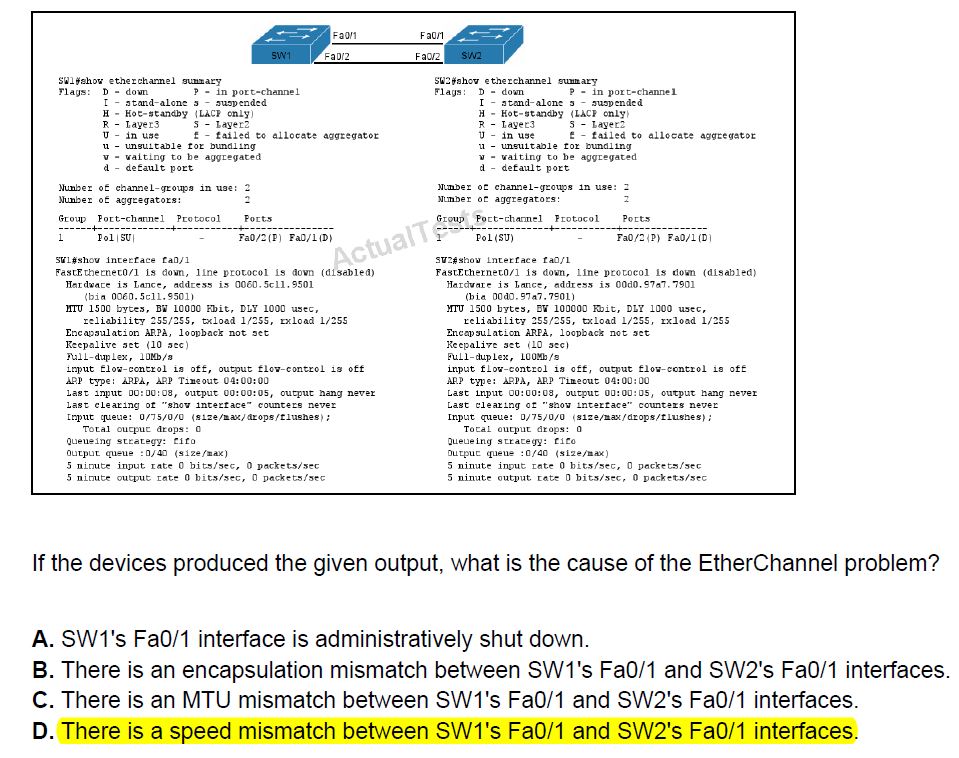 Fa0/1 Fa0/1
SW1 Fa0/2 Fa0/2 SW2
SW1#show etherchannel summary
Flags: D - down P - in port-channel
I - stand-alone s - suspended
H - Hot-standby (LACP only)
R - Layer3 S - Layer2
U - in use f - failed to allocate aggregator
u - unsuitable for bundling
w - waiting to be aggregated
d - default port
Number of channel-groups in use: 2
Number of aggregators: 2
Group Port-channel Protocol Ports
------+-------------+-----------+---------------
1 Po1(SU) - Fa0/2(P) Fa0/1(D)
SW1#show interface fa0/1
FastEthernet0/1 is down, line protocol is down (disabled)
Hardware is Lance, address is 0060.5c11.9501
(bia 0060.5c11.9501)
MTU 1500 bytes, BW 10000 Kbit, DLY 1000 usec,
reliability 255/255, txload 1/255, rxload 1/255
Encapsulation ARPA, loopback not set
Keepalive set (10 sec)
Full-duplex, 10Mb/s
input flow-control is off, output flow-control is off
ARP type: ARPA, ARP Timeout 04:00:00
Last input 00:00:08, output 00:00:05, output hang never
Last clearing of "show interface" counters never
Input queue: 0/75/0/0 (size/max/drops/flushes);
Total output drops: 0
Queueing strategy: fifo
Output queue :0/40 (size/max)
5 minute input rate 0 bits/sec, 0 packets/sec
5 minute output rate 0 bits/sec, 0 packets/sec
SW2#show etherchannel summary
Flags: D - down P - in port-channel
I - stand-alone s - suspended
H - Hot-standby (LACP only)
R - Layer3 S - Layer2
U - in use f - failed to allocate aggregator
u - unsuitable for bundling
w - waiting to be aggregated
d - default port
Number of channel-groups in use: 2
Number of aggregators: 2
Group Port-channel Protocol Ports
------+-------------+-----------+---------------
1 Po1(SU) - Fa0/2(P) Fa0/1(D)
SW2#show interface fa0/1
FastEthernet0/1 is down, line protocol is down (disabled)
Hardware is Lance, address is 00d0.97a7.7901
(bia 00d0.97a7.7901)
MTU 1500 bytes, BW 100000 Kbit, DLY 1000 usec,
reliability 255/255, txload 1/255, rxload 1/255
Encapsulation ARPA, loopback not set
Keepalive set (10 sec)
Full-duplex, 100Mb/s
input flow-control is off, output flow-control is off
ARP type: ARPA, ARP Timeout 04:00:00
Last input 00:00:08, output 00:00:05, output hang never
Last clearing of "show interface" counters never
Input queue: 0/75/0/0 (size/max/drops/flushes);
Total output drops: 0
Queueing strategy: fifo
Output queue :0/40 (size/max)
5 minute input rate 0 bits/sec, 0 packets/sec
5 minute output rate 0 bits/sec, 0 packets/sec
ActualTests
If the devices produced the given output, what is the cause of the EtherChannel problem?
A. SW1's Fa0/1 interface is administratively shut down.
B. There is an encapsulation mismatch between SW1's Fa0/1 and SW2's Fa0/1 interfaces.
C. There is an MTU mismatch between SW1's Fa0/1 and SW2's Fa0/1 interfaces.
D. There is a speed mismatch between SW1's Fa0/1 and SW2's Fa0/1 interfaces.